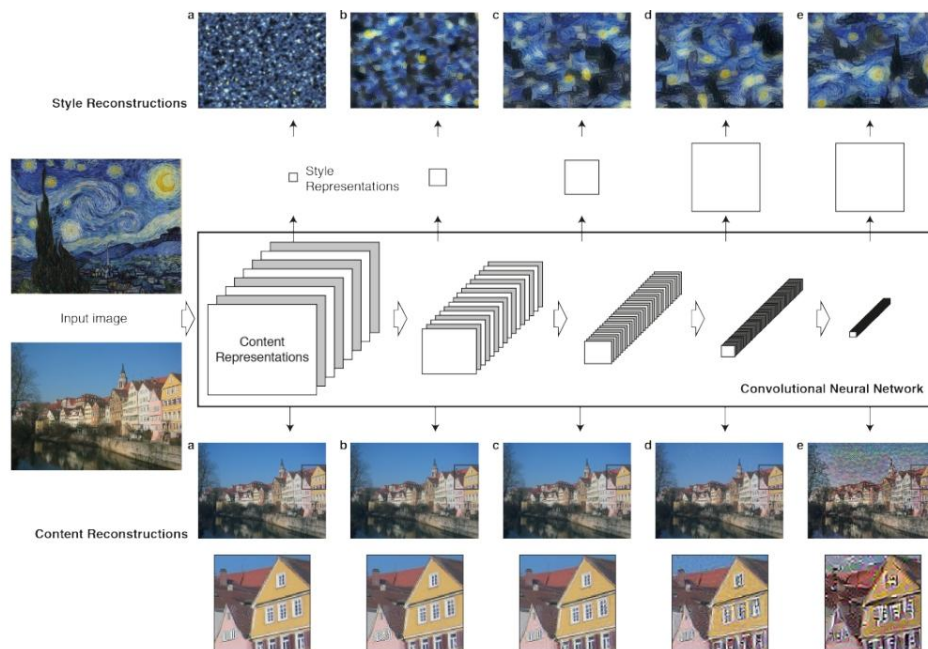 a b c d e
Style Reconstructions
Style
Representations
Input image
Content
Representations
Convolutional Neural Network
a b c d e
Content Reconstructions